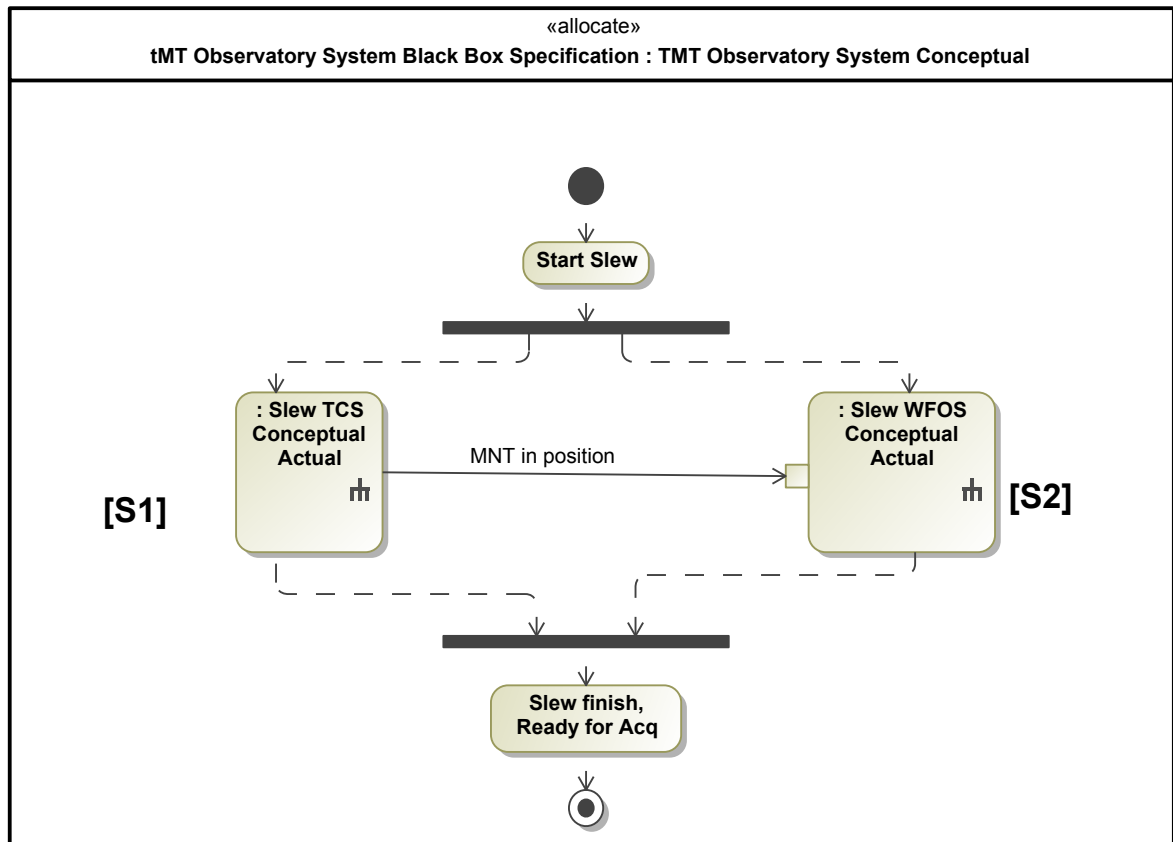 «allocate»
tMT Observatory System Black Box Specification : TMT Observatory System Conceptual
Start Slew
: Slew TCS
Conceptual
Actual
: Slew WFOS
Conceptual
Actual
MNT in position
[S1]
[S2]
Slew finish,
Ready for Acq